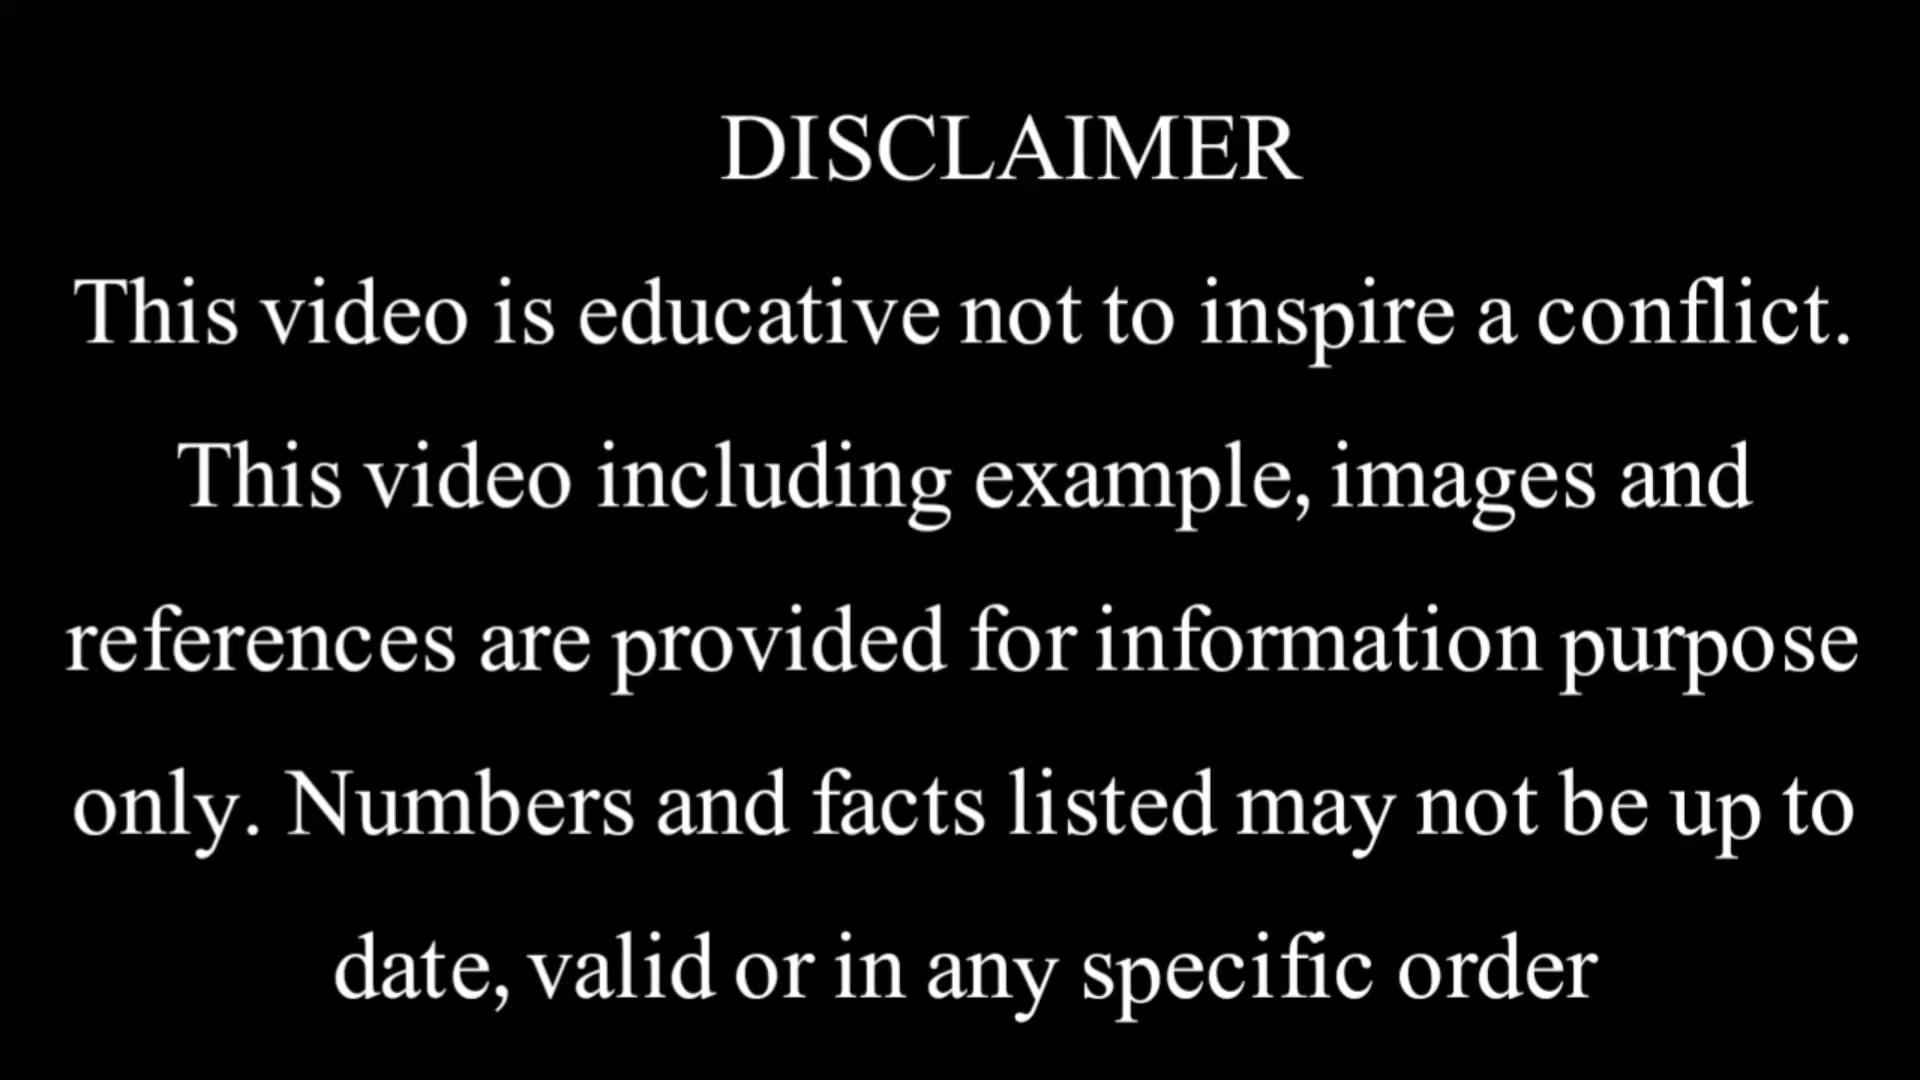 DISCLAIMER
This video is educative not to inspire a conflict.
This video including example, images and
references are provided for information purpose
only. Numbers and facts listed may not be up to
date, valid or in any specific order